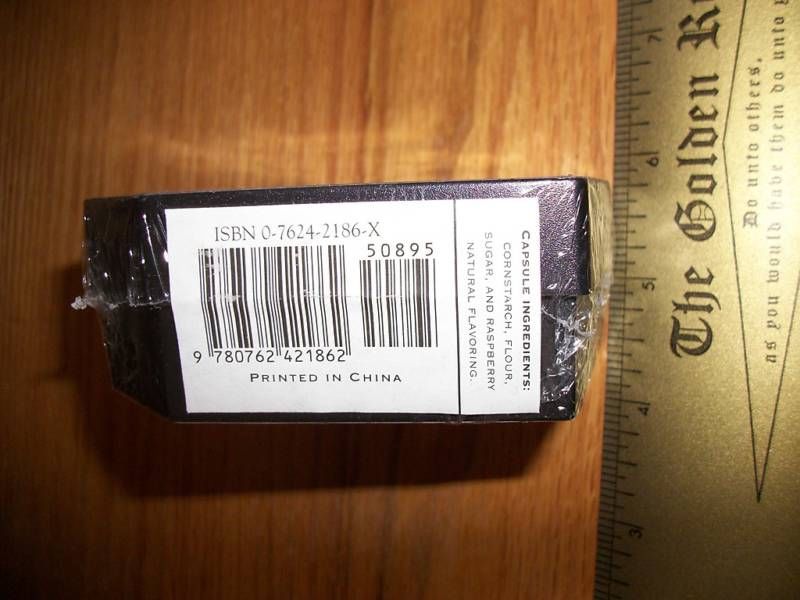 ISBN 0-7624-2186-X
50895
9 780762 421862
PRINTED IN CHINA
CAPSULE INGREDIENTS:
CORNSTARCH, FLOUR,
SUGAR, AND RASPBERRY
NATURAL FLAVORING.
The Golden
Do unto others,
as you would have them do unto
7
6
5
4
3